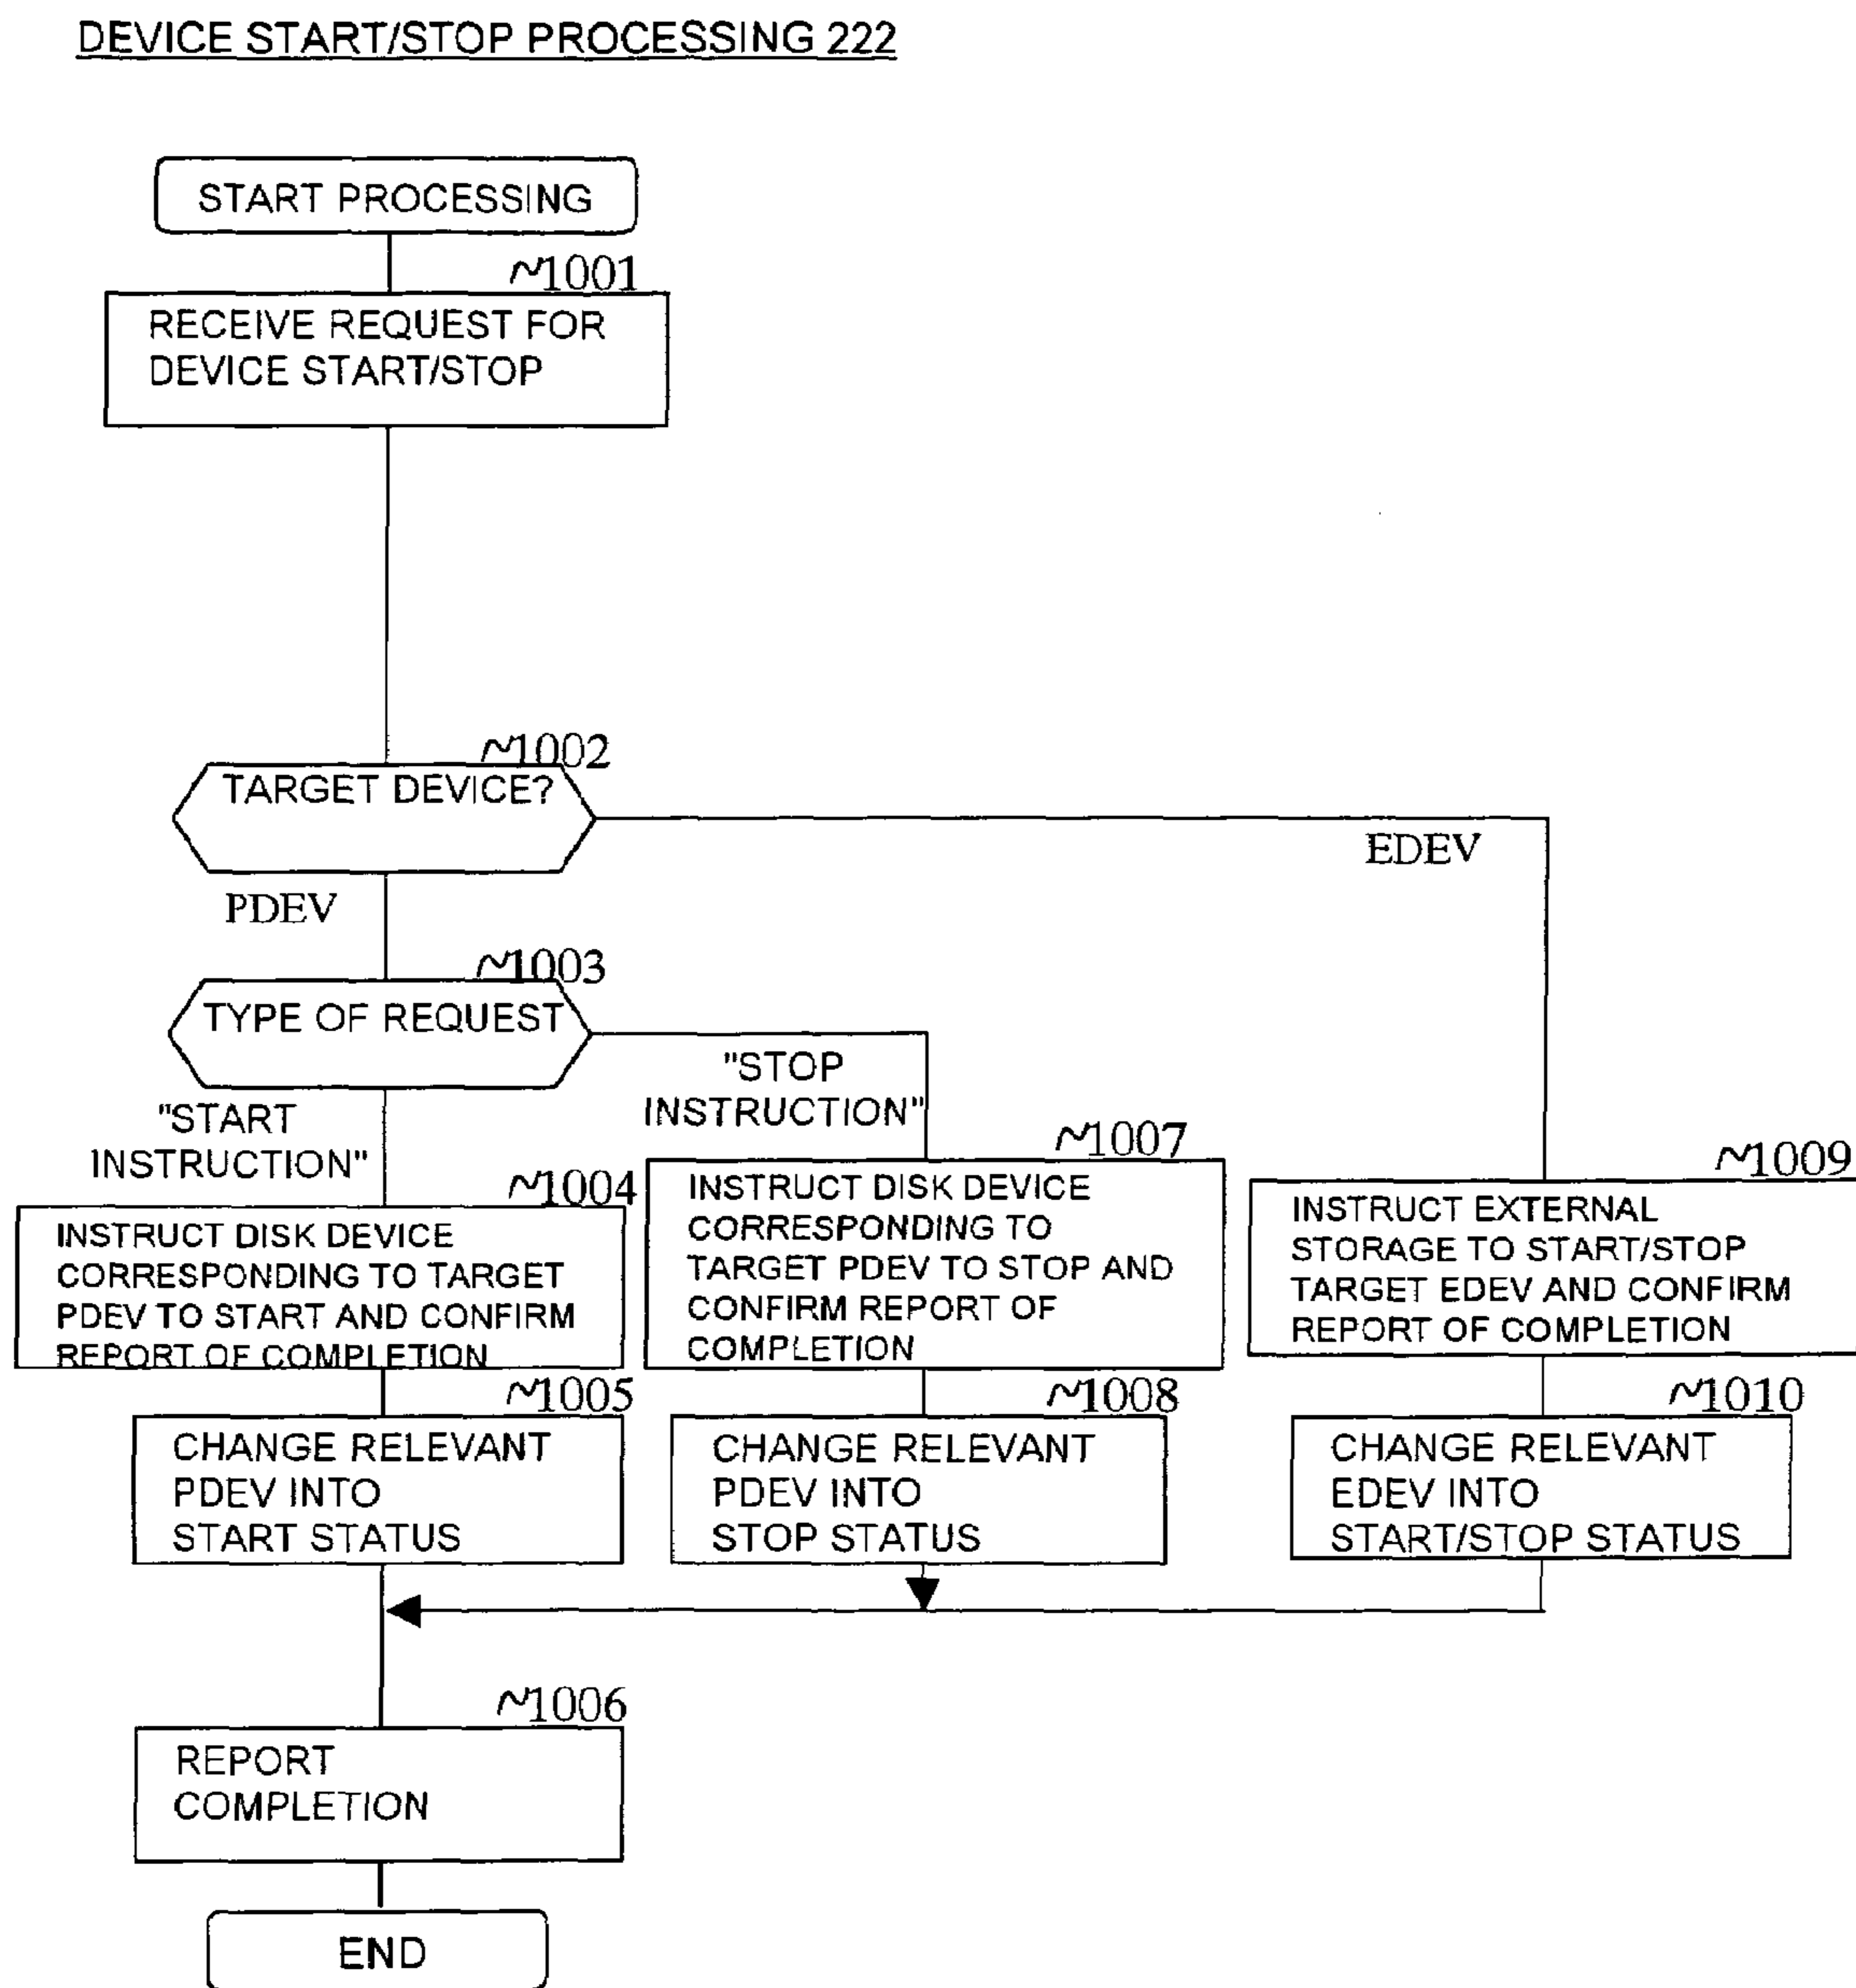 DEVICE START/STOP PROCESSING 222
START PROCESSING
~1001
RECEIVE REQUEST FOR
DEVICE START/STOP
~1002
TARGET DEVICE?
EDEV
PDEV
~1003
TYPE OF REQUEST
"STOP
INSTRUCTION"
"START
INSTRUCTION"
~1004
INSTRUCT DISK DEVICE
CORRESPONDING TO TARGET
PDEV TO START AND CONFIRM
REPORT OF COMPLETION
~1007
INSTRUCT DISK DEVICE
CORRESPONDING TO
TARGET PDEV TO STOP AND
CONFIRM REPORT OF
COMPLETION
~1009
INSTRUCT EXTERNAL
STORAGE TO START/STOP
TARGET EDEV AND CONFIRM
REPORT OF COMPLETION
~1005
CHANGE RELEVANT
PDEV INTO
START STATUS
~1008
CHANGE RELEVANT
PDEV INTO
STOP STATUS
~1010
CHANGE RELEVANT
EDEV INTO
START/STOP STATUS
~1006
REPORT
COMPLETION
END